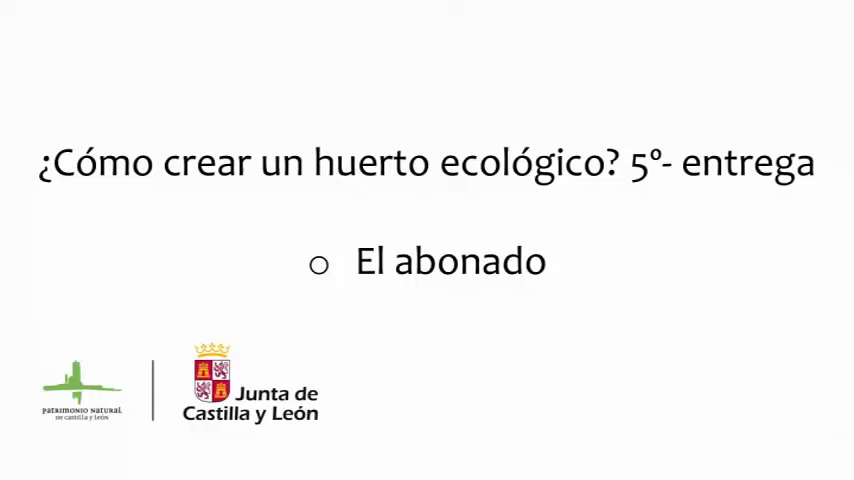 ¿Cómo crear un huerto ecológico? 5º- entrega
o El abonado
PATRIMONIO NATURAL
DE CASTILLA Y LEÓN
Junta de
Castilla y León